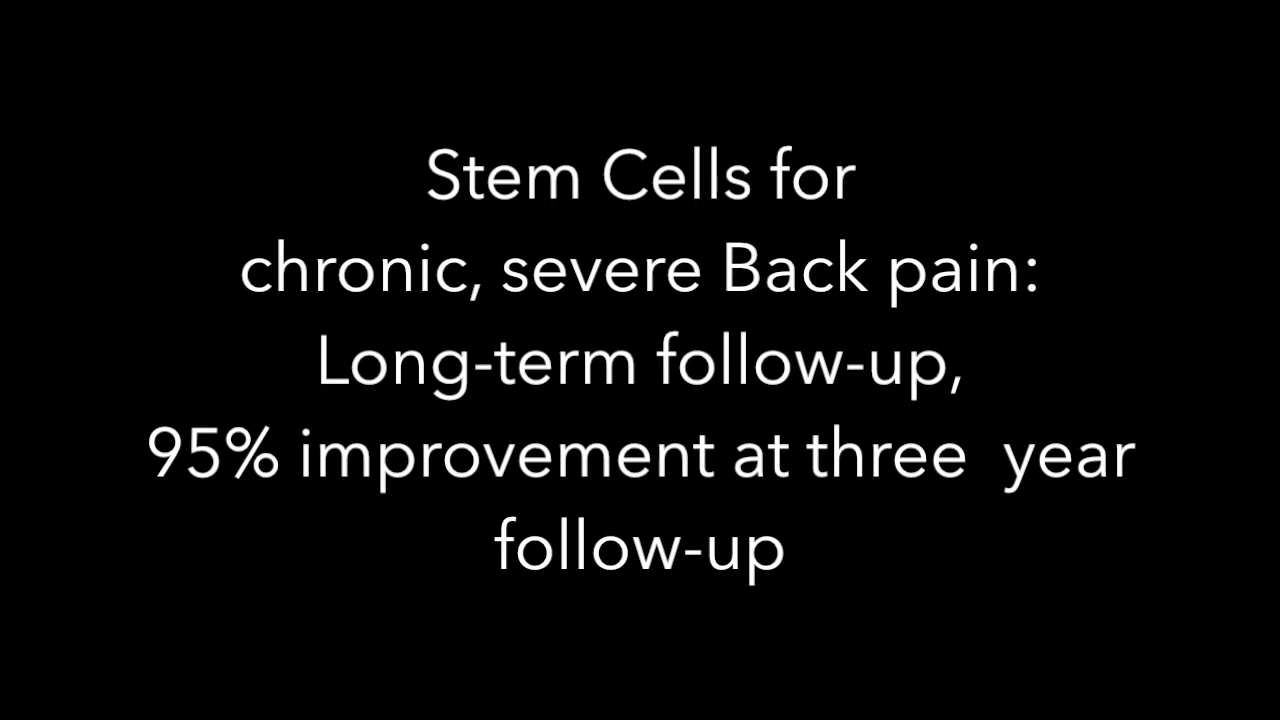 Stem Cells for
chronic, severe Back pain:
Long-term follow-up,
95% improvement at three  year
follow-up